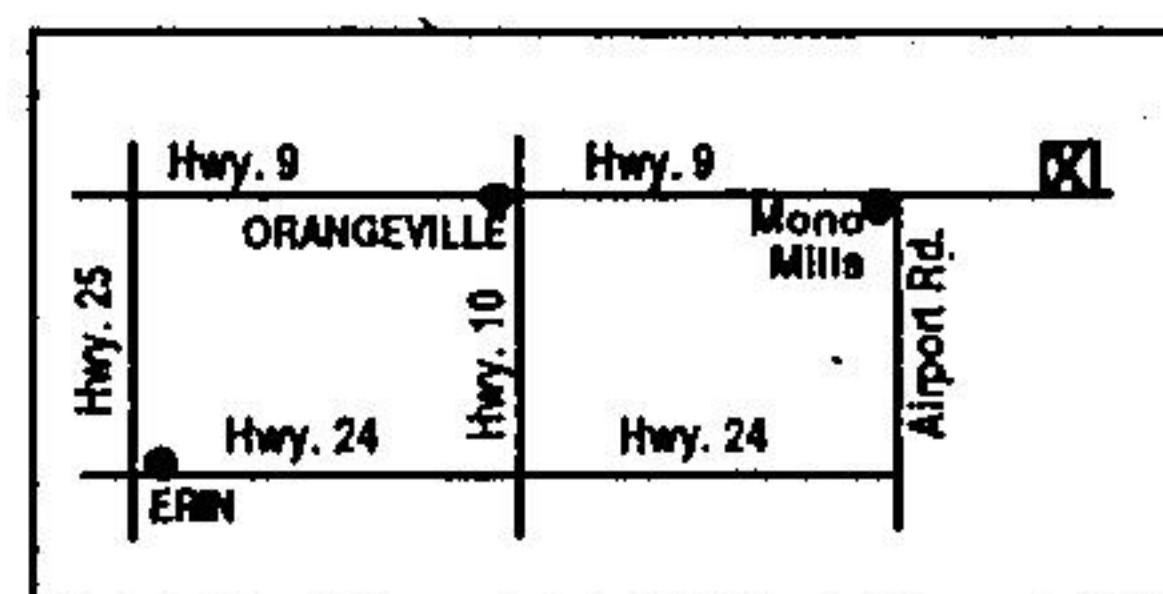 Hwy. 9
Hwy. 9
X
ORANGEVILLE
Mono
Mills
Hwy. 25
Hwy. 10
Airport Rd.
Hwy. 24
Hwy. 24
ERIN